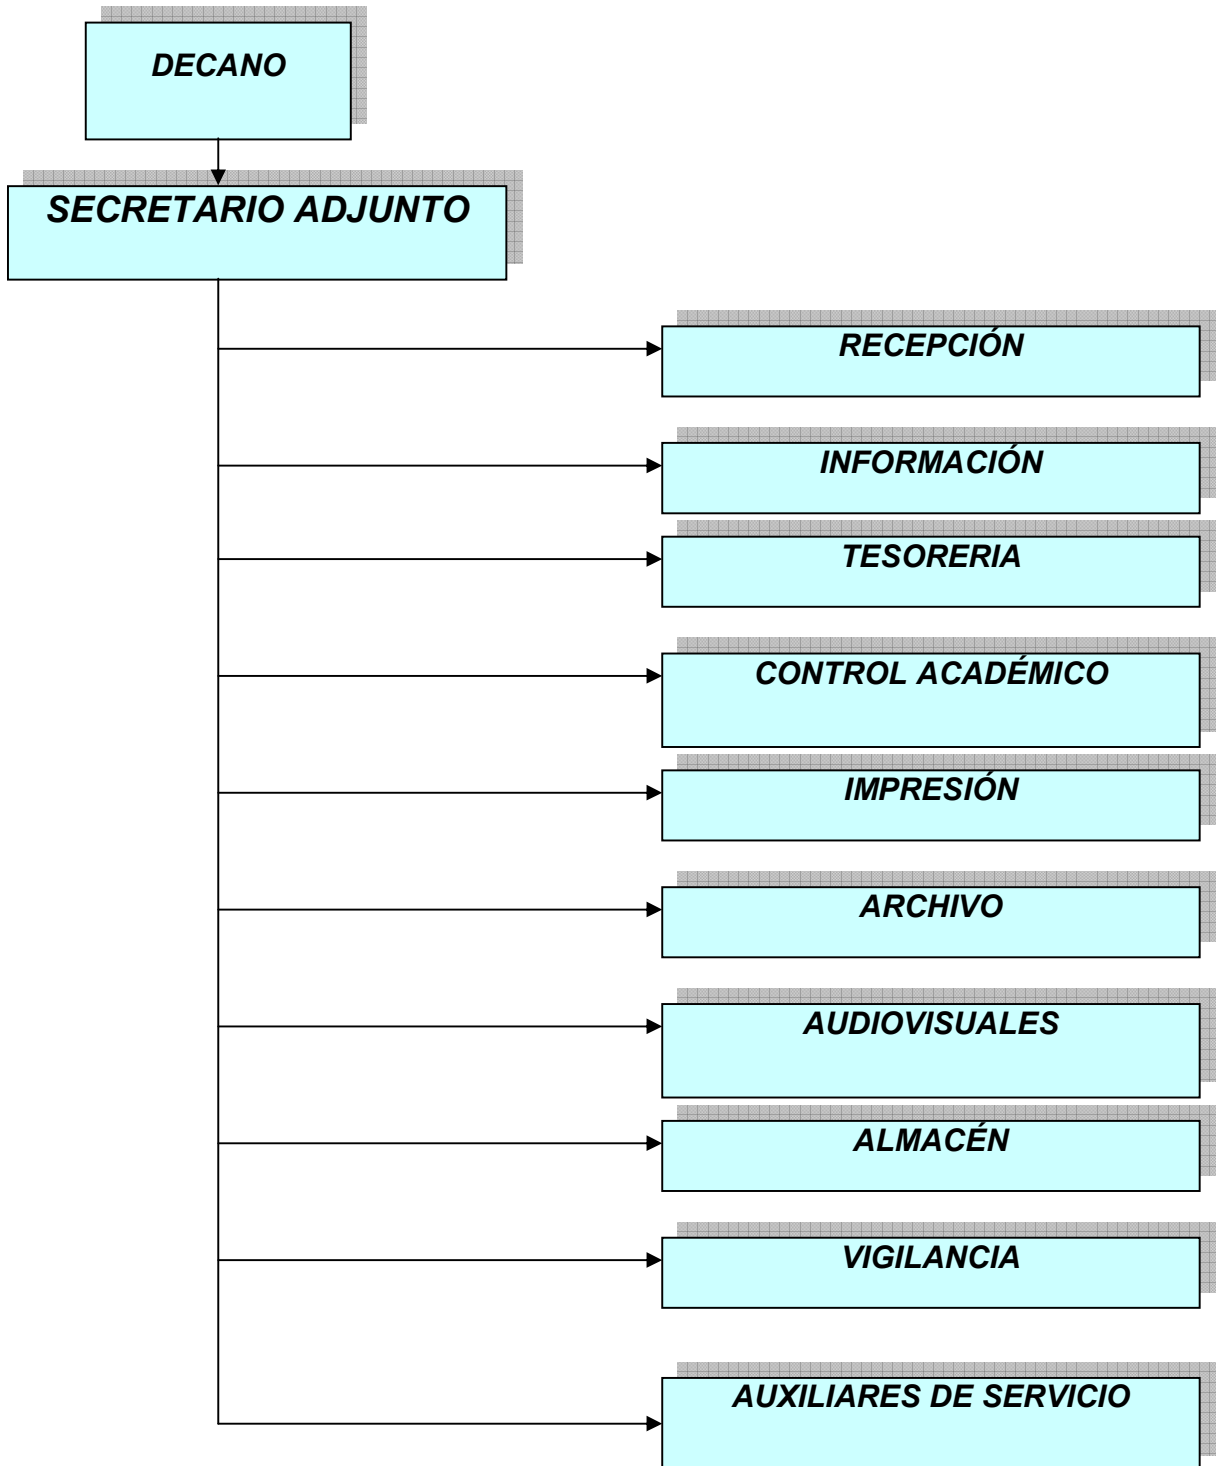 DECANO
SECRETARIO ADJUNTO
RECEPCIÓN
INFORMACIÓN
TESORERIA
CONTROL ACADÉMICO
IMPRESIÓN
ARCHIVO
AUDIOVISUALES
ALMACÉN
VIGILANCIA
AUXILIARES DE SERVICIO